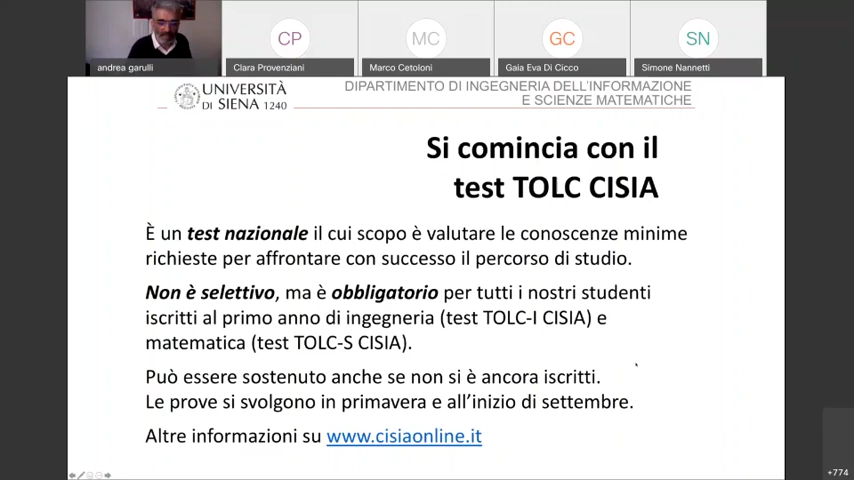 CP
MC
GC
SN
andrea garulli
Clara Provenziani
Marco Cetoloni
Gaia Eva Di Cicco
Simone Nannetti
UNIVERSITÀ
DI SIENA 1240
DIPARTIMENTO DI INGEGNERIA DELL'INFORMAZIONE
E SCIENZE MATEMATICHE
Si comincia con il
test TOLC CISIA
È un test nazionale il cui scopo è valutare le conoscenze minime
richieste per affrontare con successo il percorso di studio.
Non è selettivo, ma è obbligatorio per tutti i nostri studenti
iscritti al primo anno di ingegneria (test TOLC-I CISIA) e
matematica (test TOLC-S CISIA).
Può essere sostenuto anche se non si è ancora iscritti.
Le prove si svolgono in primavera e all'inizio di settembre.
Altre informazioni su www.cisiaonline.it
+774